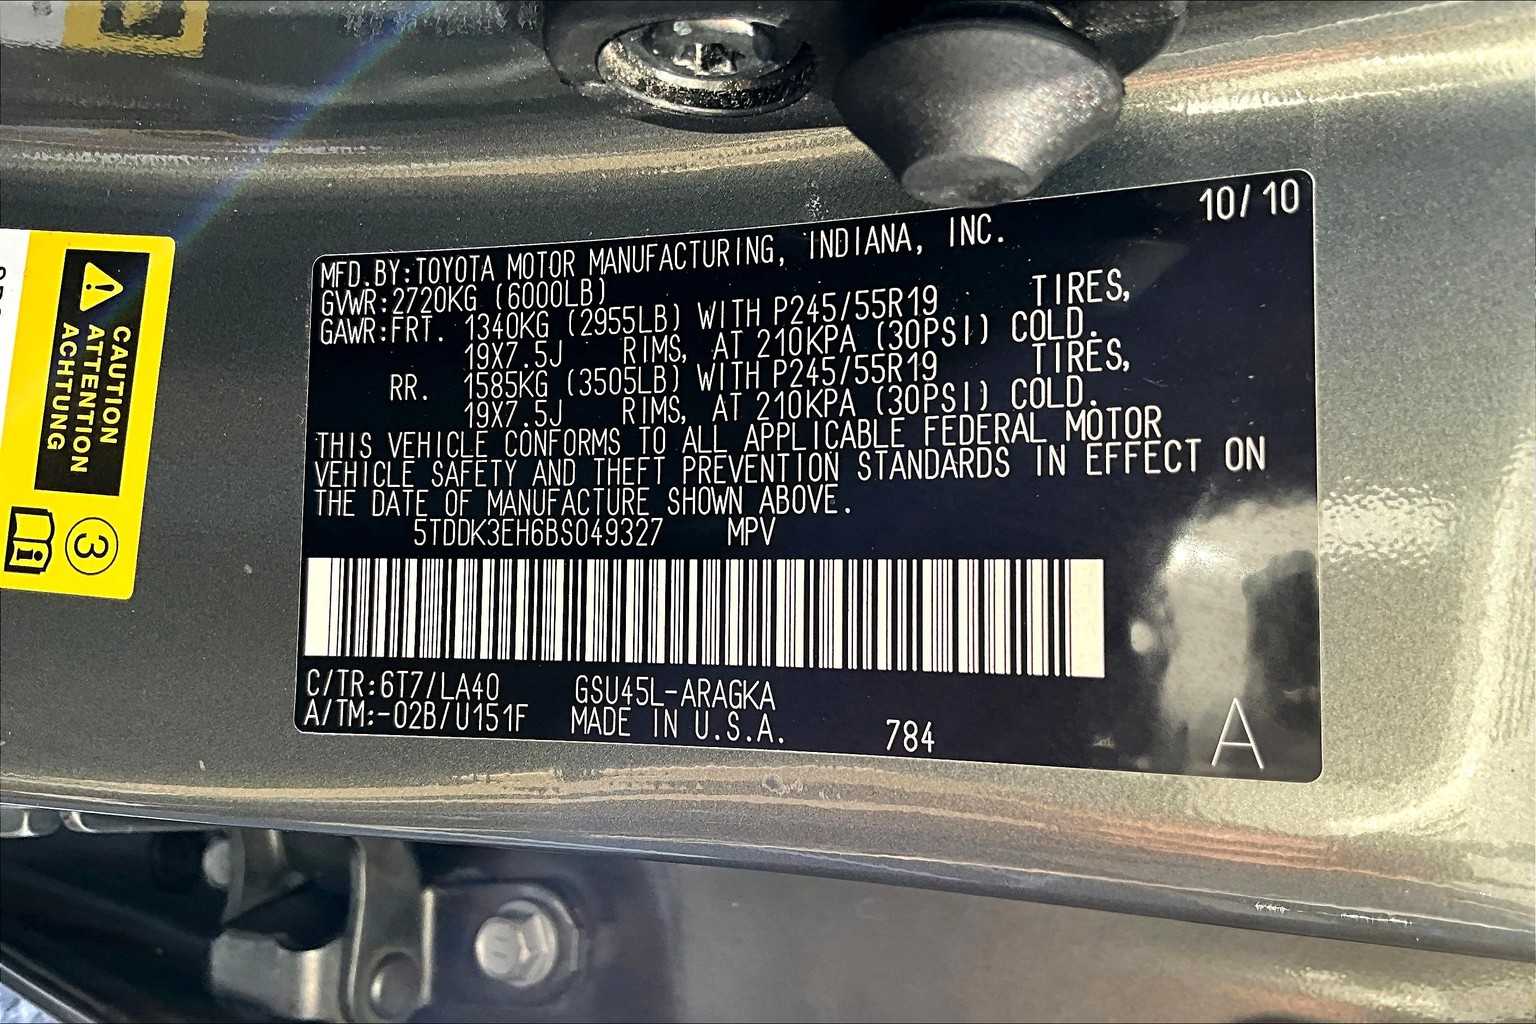 10/10
MFD.BY:TOYOTA MOTOR MANUFACTURING, INDIANA, INC.
GVWR:2720KG (6000LB)
GAWR:FRT. 1340KG (2955LB) WITH P245/55R19 TIRES,
19X7.5J RIMS, AT 210KPA (30PSI) COLD.
RR. 1585KG (3505LB) WITH P245/55R19 TIRES,
19X7.5J RIMS, AT 210KPA (30PSI) COLD.
THIS VEHICLE CONFORMS TO ALL APPLICABLE FEDERAL MOTOR
VEHICLE SAFETY AND THEFT PREVENTION STANDARDS IN EFFECT ON
THE DATE OF MANUFACTURE SHOWN ABOVE.
5TDDK3EH6BS049327 MPV
C/TR:6T7/LA40 GSU45L-ARAGKA
A/TM:-02B/U151F MADE IN U.S.A. 784 A
CAUTION
ATTENTION
ACHTUNG
3